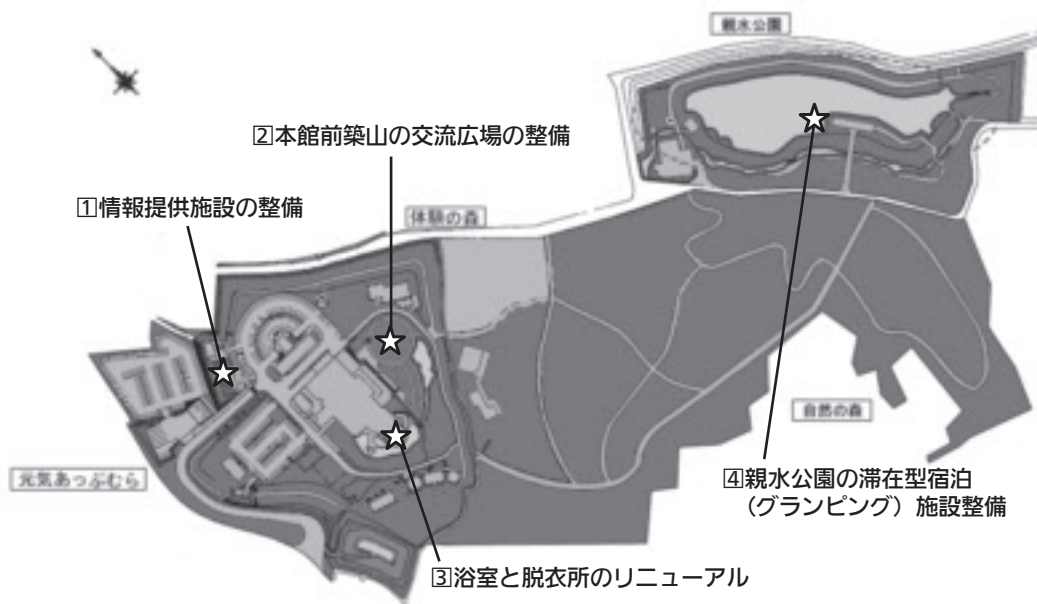 親水公園
②本館前築山の交流広場の整備
①情報提供施設の整備
体験の森
自然の森
元気あっぷむら
④親水公園の滞在型宿泊
(グランピング)施設整備
③浴室と脱衣所のリニューアル